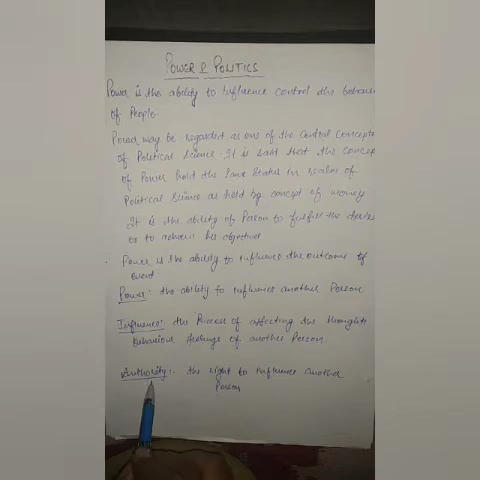 POWER & POLITICS
Power is the ability to influence control the behaviour
of People.
Power may be regarded as one of the Central Concepts
of Political Science. It is said that the concept
of Power hold the same status in realm of
Political Science as held by concept of money
It is the ability of Person to fulfill the desires
or to achieve his objectives
Power is the ability to influence the outcome of
event
Power: the ability to influence another Person
Influence: the Process of affecting the thoughts
behaviour feelings of another Person
Authority:- the right to influence another
Person